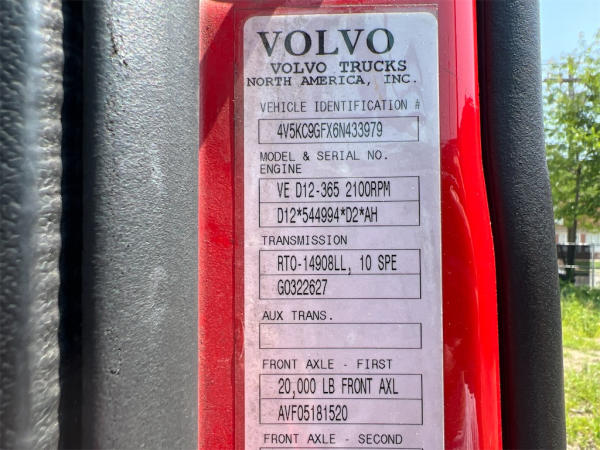 VOLVO
VOLVO TRUCKS
NORTH AMERICA, INC.
VEHICLE IDENTIFICATION #
4V5KC9GFX6N433979
MODEL & SERIAL NO.
ENGINE
VE D12-365 2100RPM
D12*544994*D2*AH
TRANSMISSION
RTO-14908LL, 10 SPE
G0322627
AUX TRANS.
FRONT AXLE - FIRST
20,000 LB FRONT AXL
AVF05181520
FRONT AXLE - SECOND